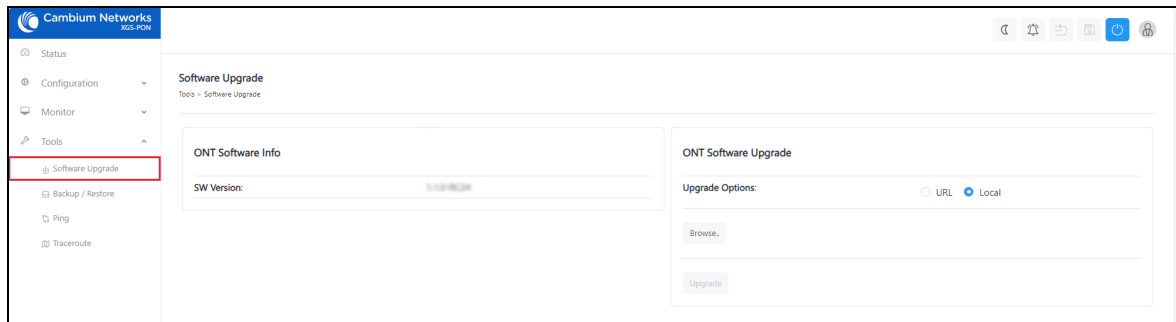 Cambium Networks
XGS-PON
Status
Configuration
Monitor
Tools
Software Upgrade
Backup / Restore
Ping
Traceroute
Software Upgrade
Tools > Software Upgrade
ONT Software Info
SW Version:
ONT Software Upgrade
Upgrade Options:
URL
Local
Browse..
Upgrade